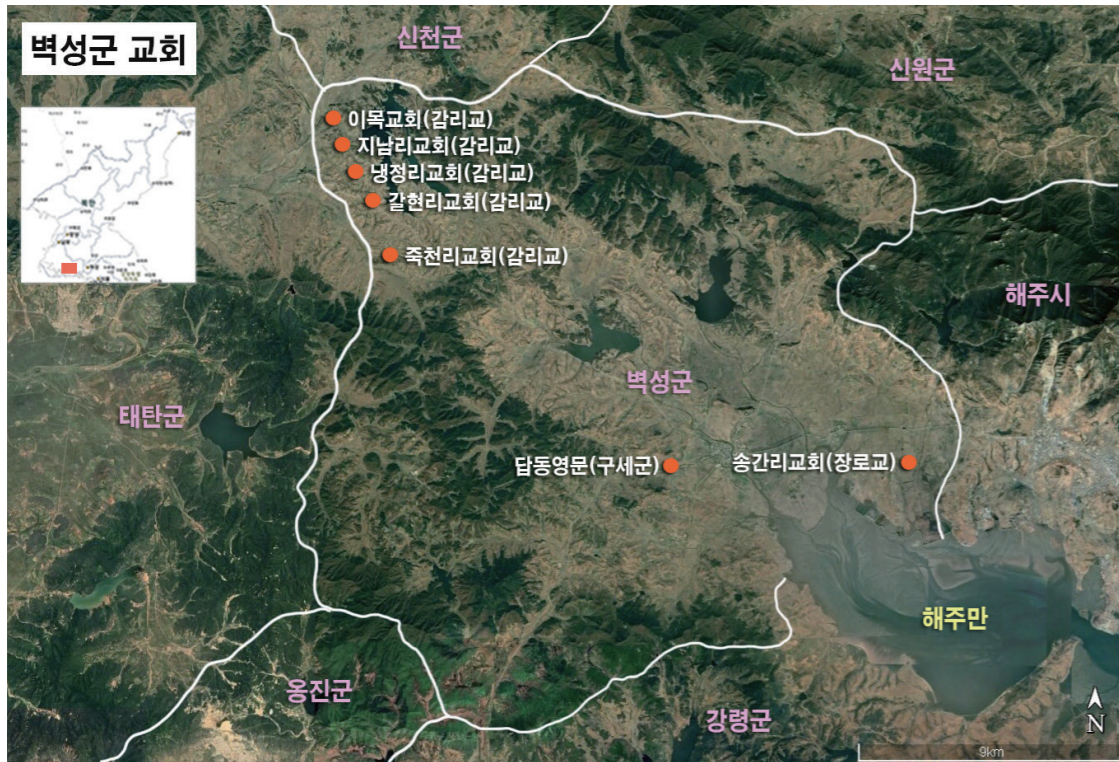 벽성군 교회
신천군
신원군
이목교회(감리교)
지남리교회(감리교)
냉정리교회(감리교)
갈현리교회(감리교)
죽천리교회(감리교)
해주시
벽성군
태탄군
답동영문(구세군)
송간리교회(장로교)
해주만
옹진군
강령군
N
9km
북한